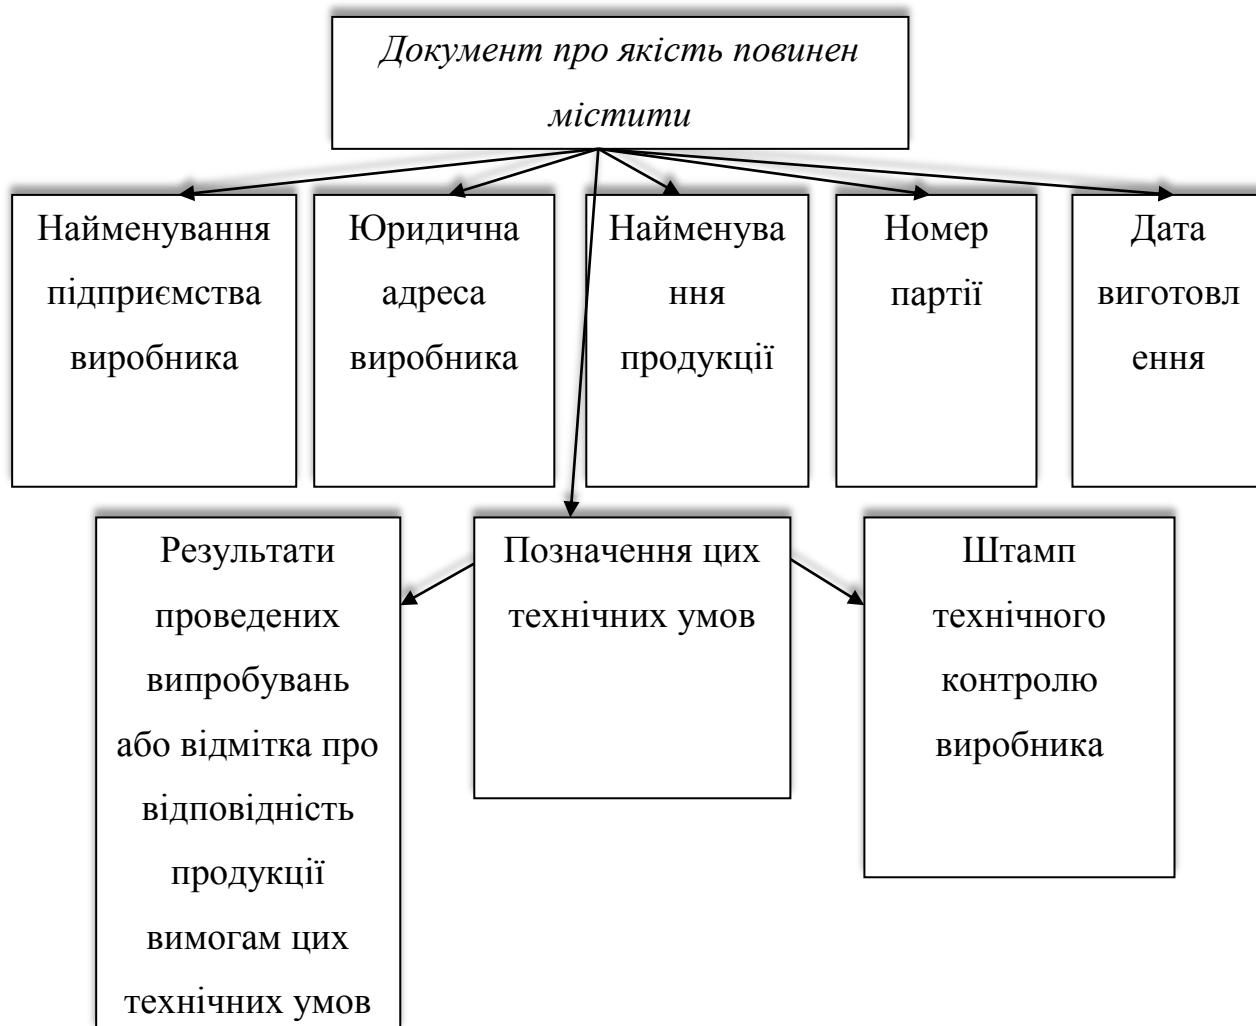 Документ про якість повинен
містити
Найменування
підприємства
виробника
Юридична
адреса
виробника
Найменува
ння
продукції
Номер
партії
Дата
виготовл
ення
Результати
проведених
випробувань
або відмітка про
відповідність
продукції
вимогам цих
технічних умов
Позначення цих
технічних умов
Штамп
технічного
контролю
виробника